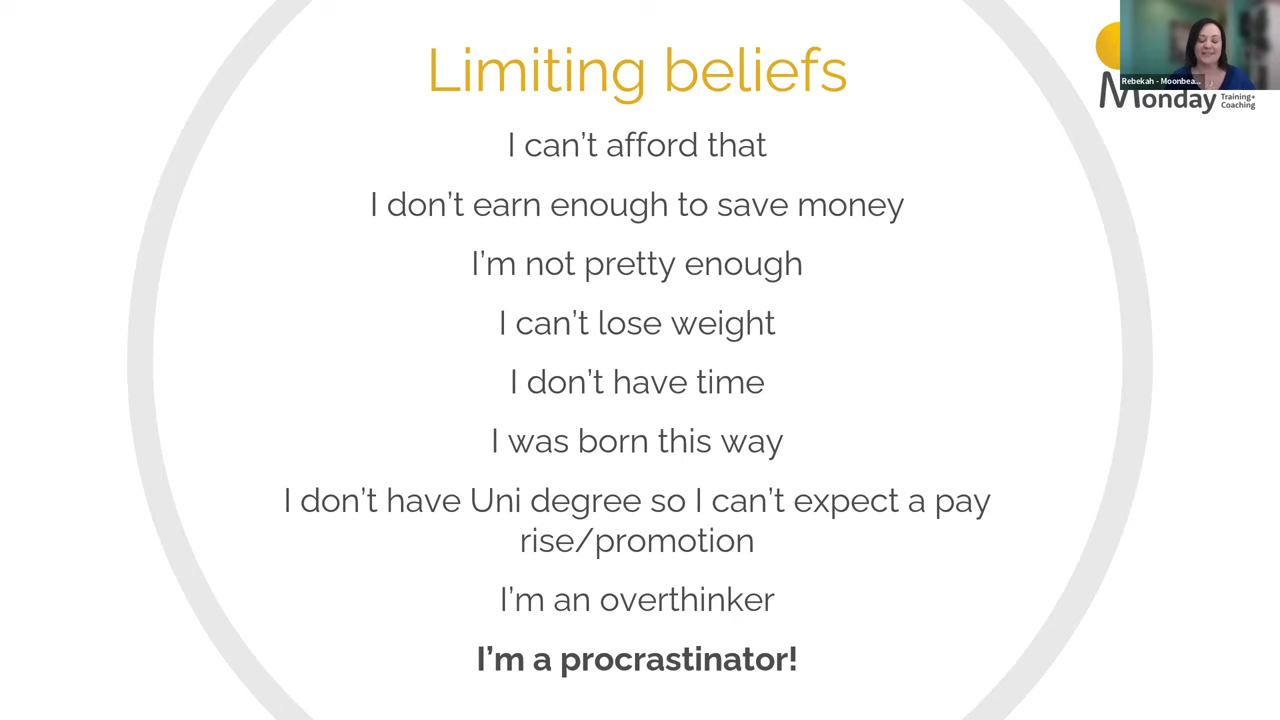 Limiting beliefs
I can’t afford that
I don’t earn enough to save money
I’m not pretty enough
I can’t lose weight
I don’t have time
I was born this way
I don’t have Uni degree so I can’t expect a pay
rise/promotion
I’m an overthinker
I’m a procrastinator!
Rebekah - Moonbea...
Monday Training+
Coaching